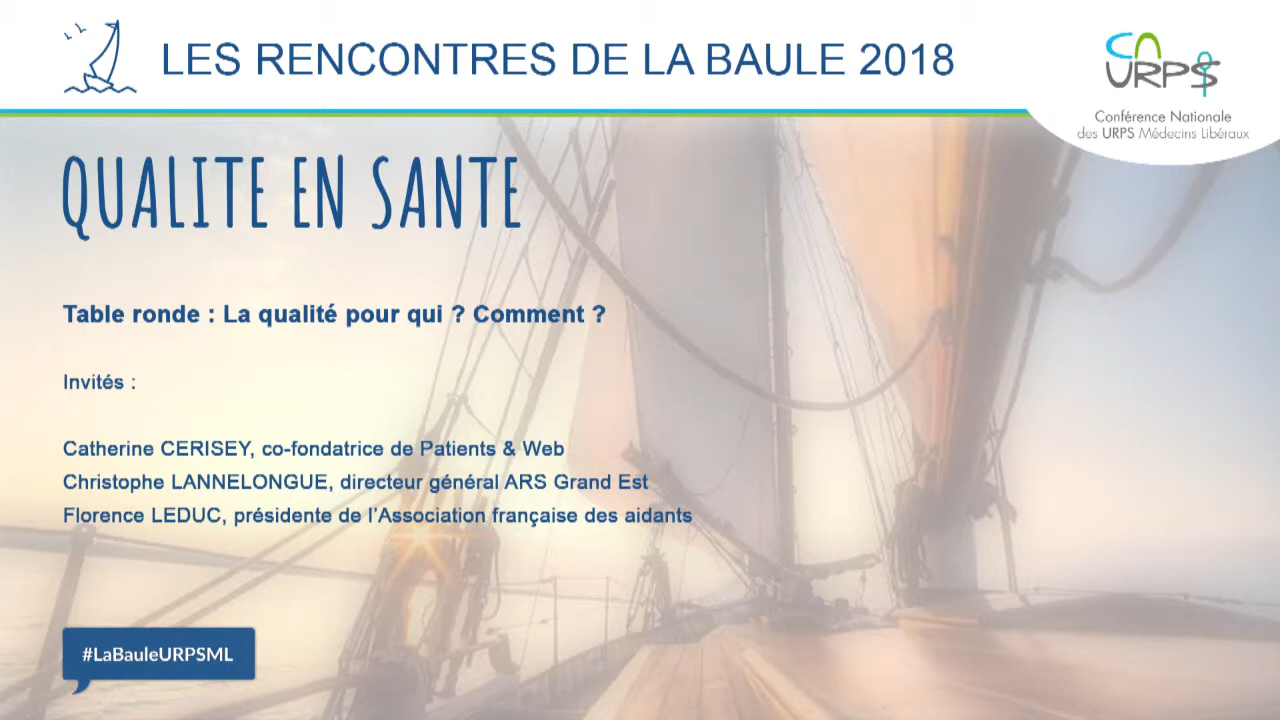 LES RENCONTRES DE LA BAULE 2018
CN
URPS
Conférence Nationale
des URPS Médecins Libéraux
QUALITE EN SANTE
Table ronde : La qualité pour qui ? Comment ?
Invités :
Catherine CERISEY, co-fondatrice de Patients & Web
Christophe LANNELONGUE, directeur général ARS Grand Est
Florence LEDUC, présidente de l'Association française des aidants
#LaBauleURPSML